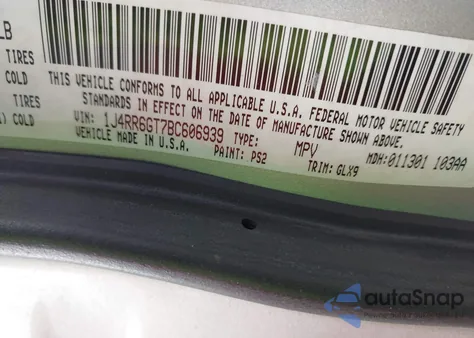 LB
TIRES
COLD
TIRES
) COLD
THIS VEHICLE CONFORMS TO ALL APPLICABLE U.S.A. FEDERAL MOTOR VEHICLE SAFETY
STANDARDS IN EFFECT ON THE DATE OF MANUFACTURE SHOWN ABOVE.
VIN: 1J4RR6GT7BC606939 TYPE: MPV MDH: 011301 103AA
VEHICLE MADE IN U.S.A. PAINT: PS2 TRIM: GLX9
autoSnap